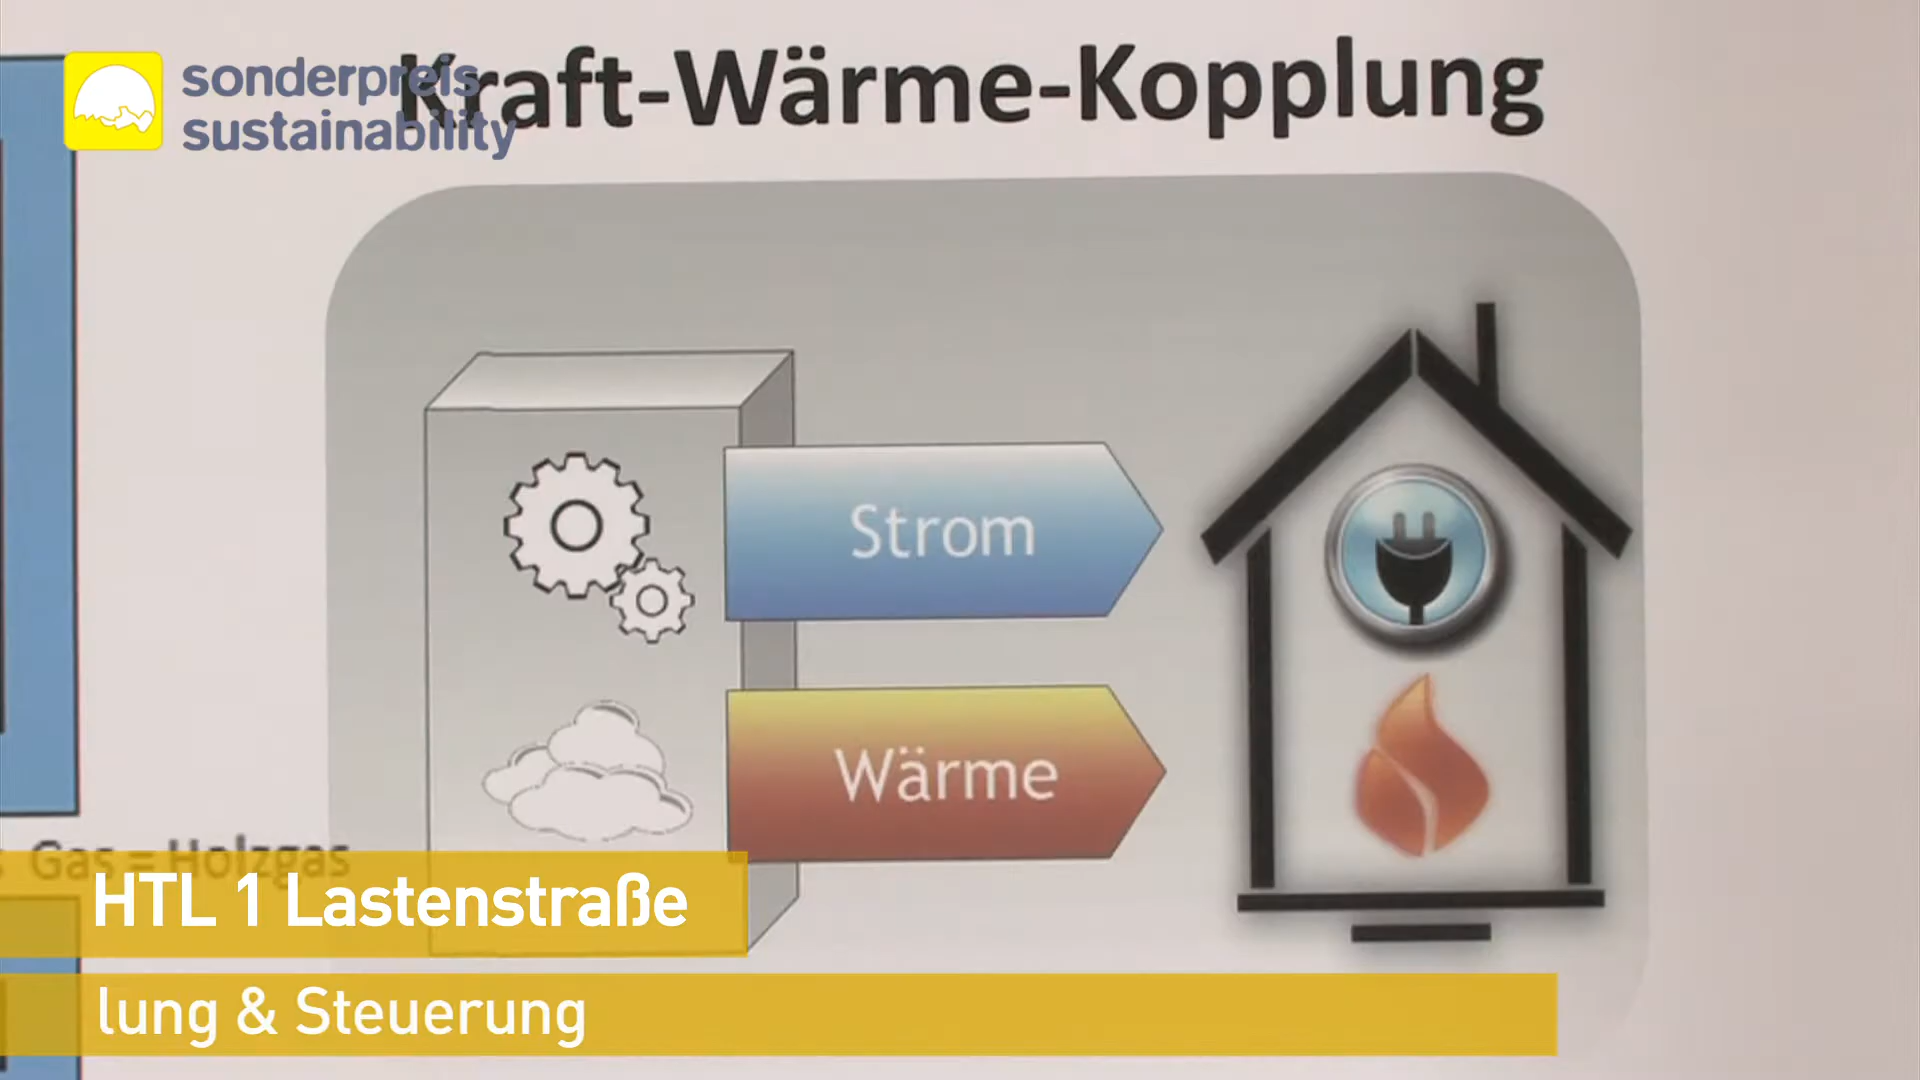 sonderpreis
sustainability
Kraft-Wärme-Kopplung
Strom
Wärme
Gas = Holzgas
HTL 1 Lastenstraße
lung & Steuerung